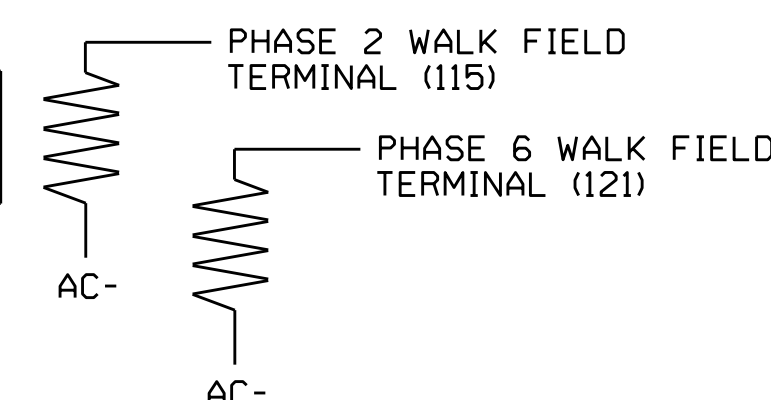 PHASE 2 WALK FIELD
TERMINAL (115)
PHASE 6 WALK FIELD
TERMINAL (121)
AC-
AC-